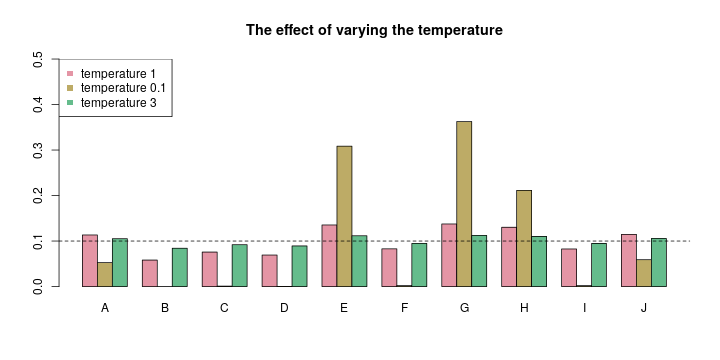 The effect of varying the temperature
0.5
0.4
0.3
0.2
0.1
0.0
temperature 1
temperature 0.1
temperature 3
A B C D E F G H I J